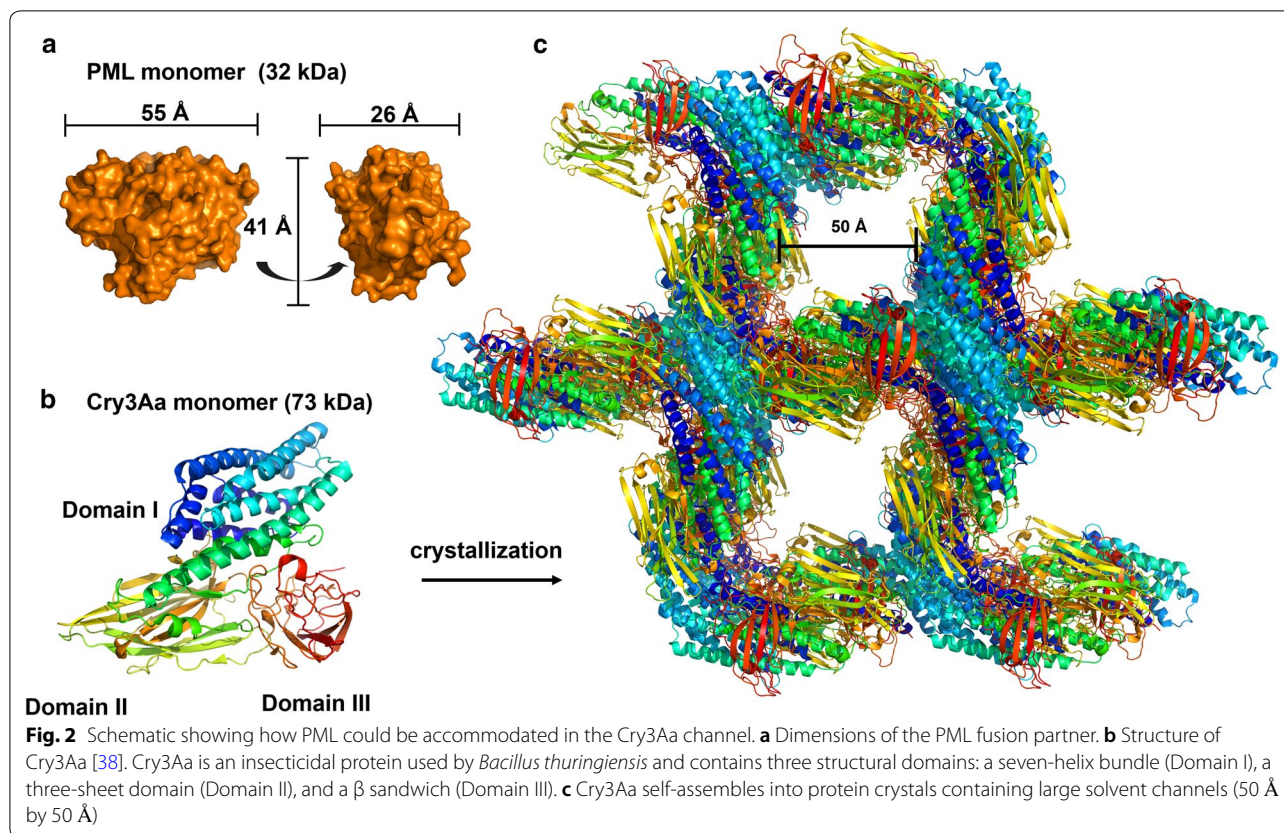 a
PML monomer (32 kDa)
55 Å
26 Å
41 Å
b
Cry3Aa monomer (73 kDa)
Domain I
Domain II
Domain III
crystallization
c
50 Å
Fig. 2 Schematic showing how PML could be accommodated in the Cry3Aa channel. a Dimensions of the PML fusion partner. b Structure of
Cry3Aa [38]. Cry3Aa is an insecticidal protein used by Bacillus thuringiensis and contains three structural domains: a seven-helix bundle (Domain I), a
three-sheet domain (Domain II), and a β sandwich (Domain III). c Cry3Aa self-assembles into protein crystals containing large solvent channels (50 Å
by 50 Å)